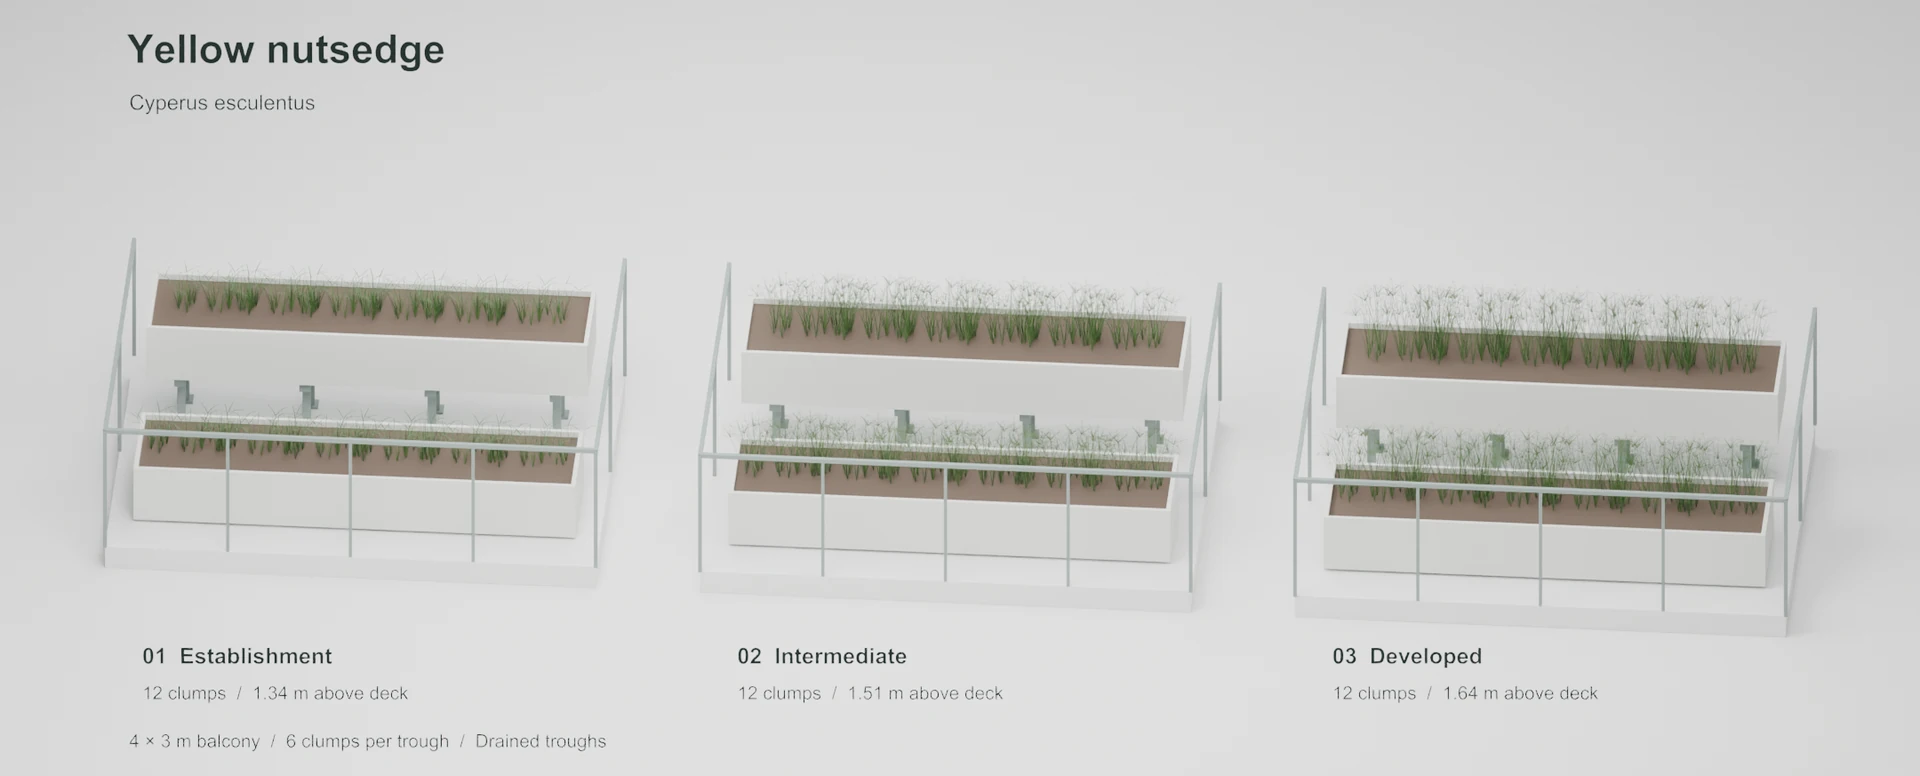 Yellow nutsedge
Cyperus esculentus
01 Establishment
12 clumps / 1.34 m above deck
02 Intermediate
12 clumps / 1.51 m above deck
03 Developed
12 clumps / 1.64 m above deck
4 × 3 m balcony / 6 clumps per trough / Drained troughs